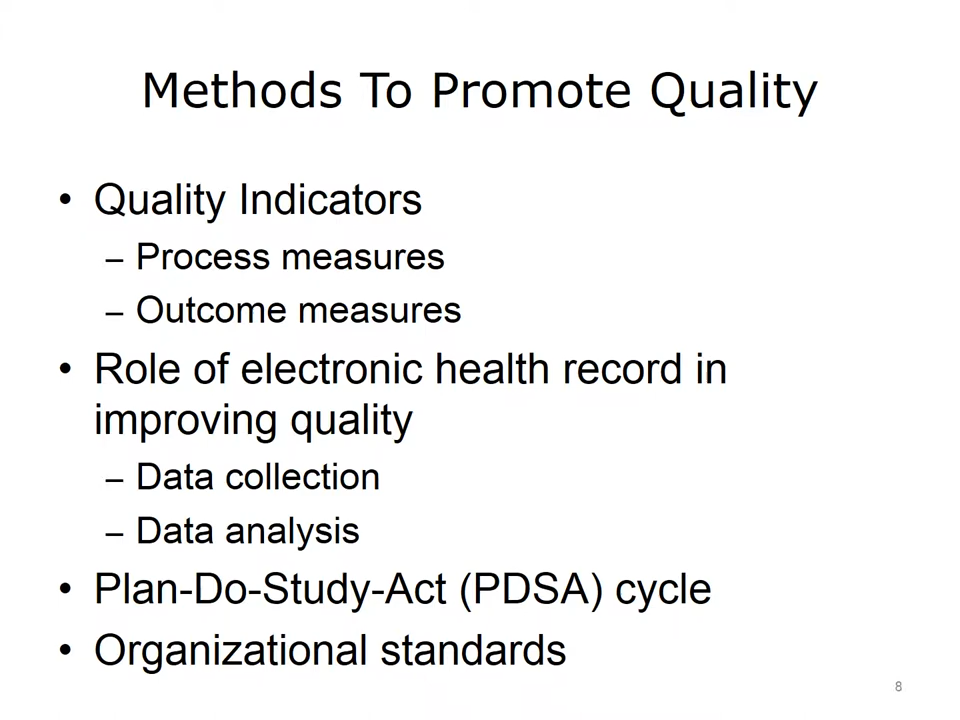 Methods To Promote Quality
• Quality Indicators
– Process measures
– Outcome measures
• Role of electronic health record in
improving quality
– Data collection
– Data analysis
• Plan-Do-Study-Act (PDSA) cycle
• Organizational standards
8